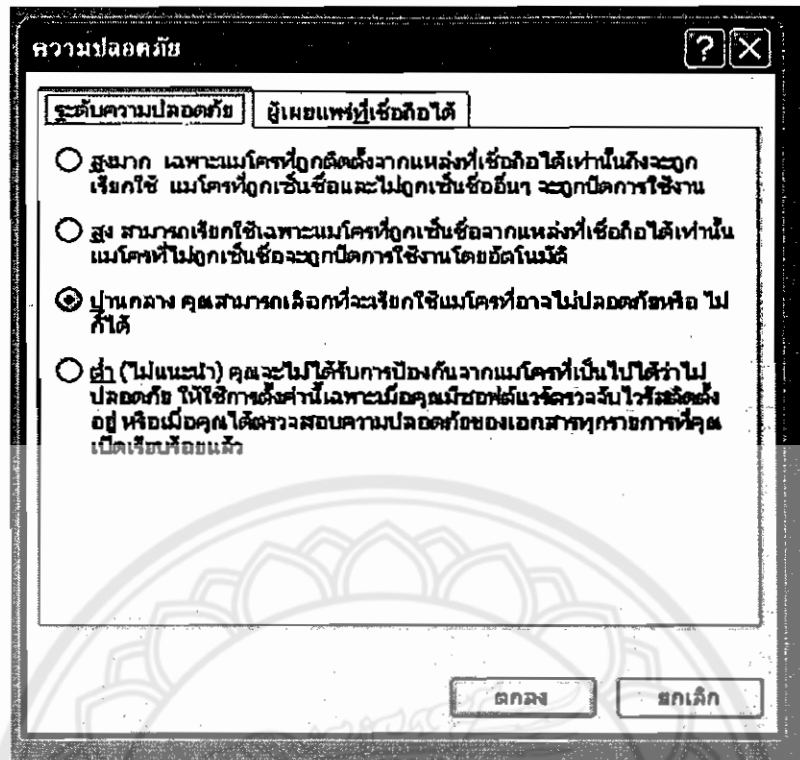 ความปลอดภัย
ระดับความปลอดภัย ผู้เผยแพร่ที่เชื่อถือได้
สูงมาก เฉพาะแมโครที่ถูกติดตั้งจากแหล่งที่เชื่อถือได้เท่านั้นถึงจะถูก
เรียกใช้ แมโครที่ถูกเซ็นชื่อและไม่ถูกเซ็นชื่ออื่นๆ จะถูกปิดการใช้งาน
สูง สามารถเรียกใช้เฉพาะแมโครที่ถูกเซ็นชื่อจากแหล่งที่เชื่อถือได้เท่านั้น
แมโครที่ไม่ถูกเซ็นชื่อจะถูกปิดการใช้งานโดยอัตโนมัติ
ปานกลาง คุณสามารถเลือกที่จะเรียกใช้แมโครที่อาจไม่ปลอดภัยหรือ ไม่
ก็ได้
ต่ำ (ไม่แนะนำ) คุณจะไม่ได้รับการป้องกันจากแมโครที่เป็นไปได้ว่าไม่
ปลอดภัย ให้ใช้การตั้งค่านี้เฉพาะเมื่อคุณมีซอฟต์แวร์ตรวจจับไวรัสติดตั้ง
อยู่ หรือเมื่อคุณได้ตรวจสอบความปลอดภัยของเอกสารทุกรายการที่คุณ
เปิดเรียบร้อยแล้ว
ตกลง ยกเลิก